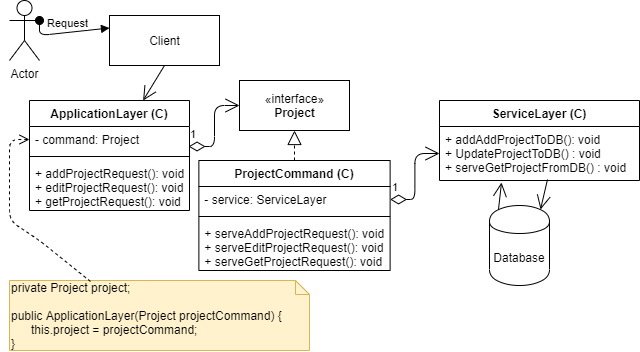 Request
Actor
Client
ApplicationLayer (C)
- command: Project
+ addProjectRequest(): void
+ editProjectRequest(): void
+ getProjectRequest(): void
1
«interface»
Project
ProjectCommand (C)
- service: ServiceLayer
+ serveAddProjectRequest(): void
+ serveEditProjectRequest(): void
+ serveGetProjectRequest(): void
1
ServiceLayer (C)
+ addAddProjectToDB(): void
+ UpdateProjectToDB() : void
+ serveGetProjectFromDB() : void
Database
private Project project;
public ApplicationLayer(Project projectCommand) {
this.project = projectCommand;
}